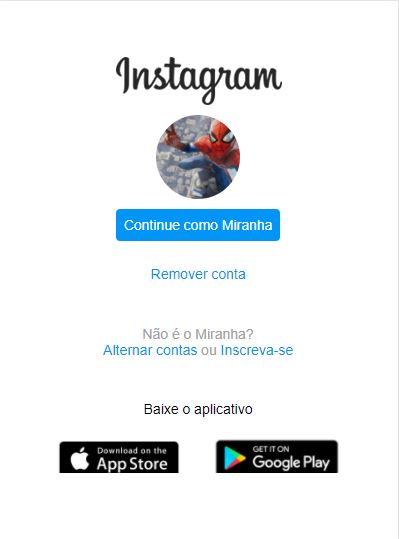 Instagram
Continue como Miranha
Remover conta
Não é o Miranha?
Alternar contas ou Inscreva-se
Baixe o aplicativo
Download on the
App Store
GET IT ON
Google Play